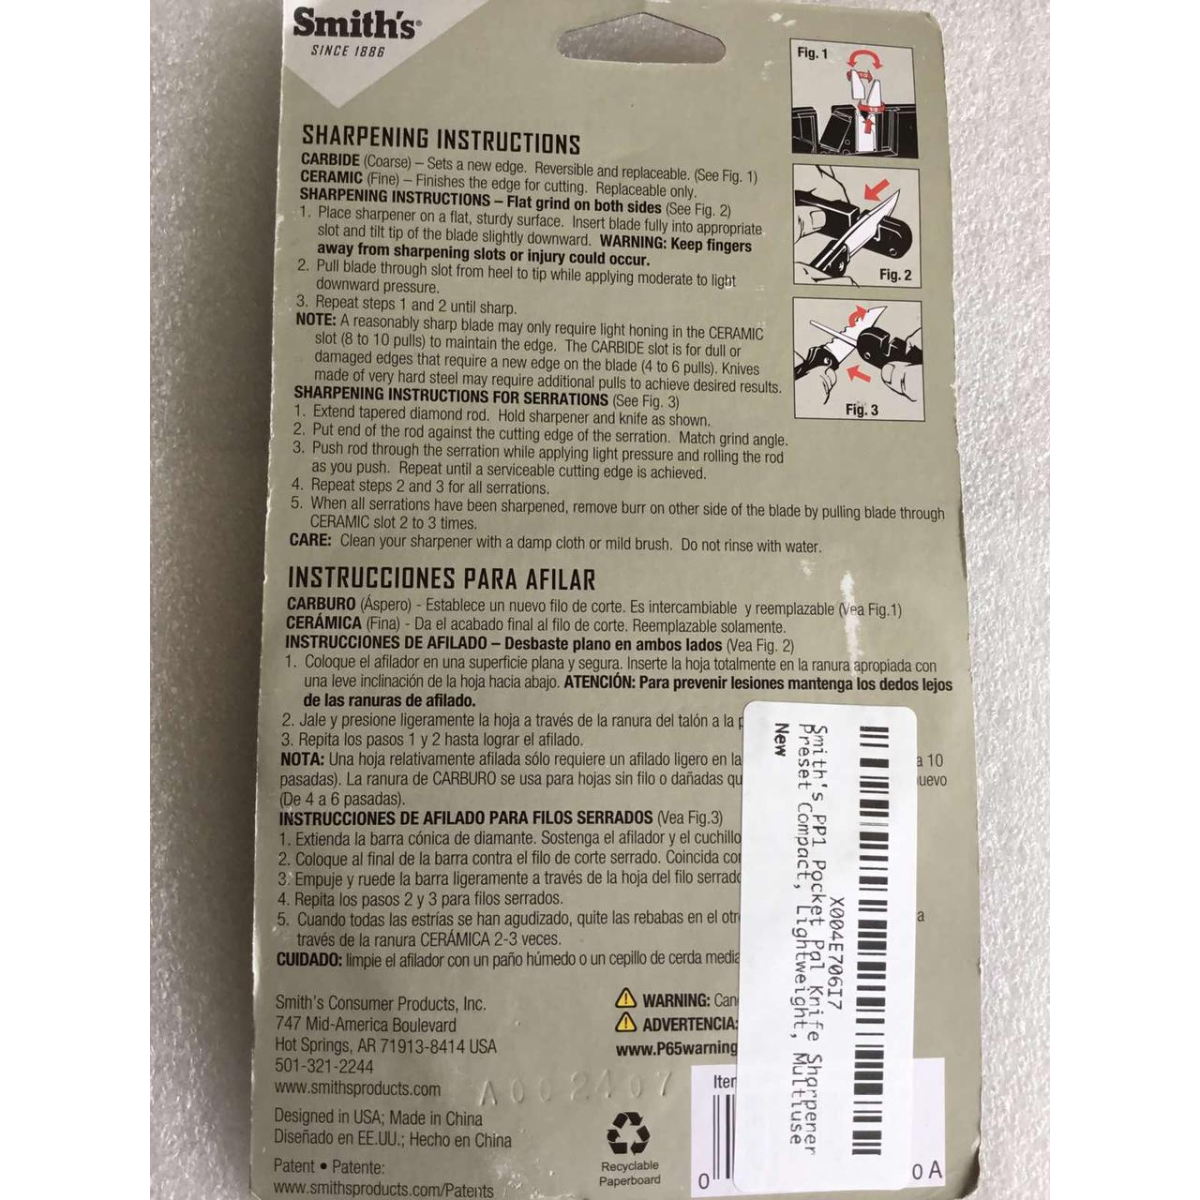 Smith's®
SINCE 1886
Fig. 1
SHARPENING INSTRUCTIONS
CARBIDE (Coarse) – Sets a new edge. Reversible and replaceable. (See Fig. 1)
CERAMIC (Fine) – Finishes the edge for cutting. Replaceable only.
SHARPENING INSTRUCTIONS – Flat grind on both sides (See Fig. 2)
1. Place sharpener on a flat, sturdy surface. Insert blade fully into appropriate
slot and tilt tip of the blade slightly downward. WARNING: Keep fingers
away from sharpening slots or injury could occur.
2. Pull blade through slot from heel to tip while applying moderate to light
downward pressure.
3. Repeat steps 1 and 2 until sharp.
Fig. 2
NOTE: A reasonably sharp blade may only require light honing in the CERAMIC
slot (8 to 10 pulls) to maintain the edge. The CARBIDE slot is for dull or
damaged edges that require a new edge on the blade (4 to 6 pulls). Knives
made of very hard steel may require additional pulls to achieve desired results.
SHARPENING INSTRUCTIONS FOR SERRATIONS (See Fig. 3)
Fig. 3
1. Extend tapered diamond rod. Hold sharpener and knife as shown.
2. Put end of the rod against the cutting edge of the serration. Match grind angle.
3. Push rod through the serration while applying light pressure and rolling the rod
as you push. Repeat until a serviceable cutting edge is achieved.
4. Repeat steps 2 and 3 for all serrations.
5. When all serrations have been sharpened, remove burr on other side of the blade by pulling blade through
CERAMIC slot 2 to 3 times.
CARE: Clean your sharpener with a damp cloth or mild brush. Do not rinse with water.
INSTRUCCIONES PARA AFILAR
CARBURO (Áspero) - Establece un nuevo filo de corte. Es intercambiable y reemplazable (Vea Fig.1)
CERÁMICA (Fina) - Da el acabado final al filo de corte. Reemplazable solamente.
INSTRUCCIONES DE AFILADO – Desbaste plano en ambos lados (Vea Fig. 2)
1. Coloque el afilador en una superficie plana y segura. Inserte la hoja totalmente en la ranura apropiada con
una leve inclinación de la hoja hacia abajo. ATENCIÓN: Para prevenir lesiones mantenga los dedos lejos
de las ranuras de afilado.
2. Jale y presione ligeramente la hoja a través de la ranura del talón a la p
3. Repita los pasos 1 y 2 hasta lograr el afilado.
NOTA: Una hoja relativamente afilada sólo requiere un afilado ligero en la a 10
pasadas). La ranura de CARBURO se usa para hojas sin filo o dañadas qu uevo
(De 4 a 6 pasadas).
INSTRUCCIONES DE AFILADO PARA FILOS SERRADOS (Vea Fig.3)
1. Extienda la barra cónica de diamante. Sostenga el afilador y el cuchillo
2. Coloque al final de la barra contra el filo de corte serrado. Coincida con
3. Empuje y ruede la barra ligeramente a través de la hoja del filo serrado
4. Repita los pasos 2 y 3 para filos serrados.
5. Cuando todas las estrías se han agudizado, quite las rebabas en el otr a
través de la ranura CERÁMICA 2-3 veces.
CUIDADO: limpie el afilador con un paño húmedo o un cepillo de cerda media
X004E706I7
Smith's PP1 Pocket Pal Knife Sharpener
Preset Compact, Lightweight, Multiuse
New
Smith's Consumer Products, Inc.
747 Mid-America Boulevard
Hot Springs, AR 71913-8414 USA
501-321-2244
www.smithsproducts.com
WARNING: Can
ADVERTENCIA:
www.P65warning
A002407
Designed in USA; Made in China
Diseñado en EE.UU.; Hecho en China
Patent • Patente:
www.smithsproducts.com/Patents
Recyclable
Paperboard
Iter
0
0 A